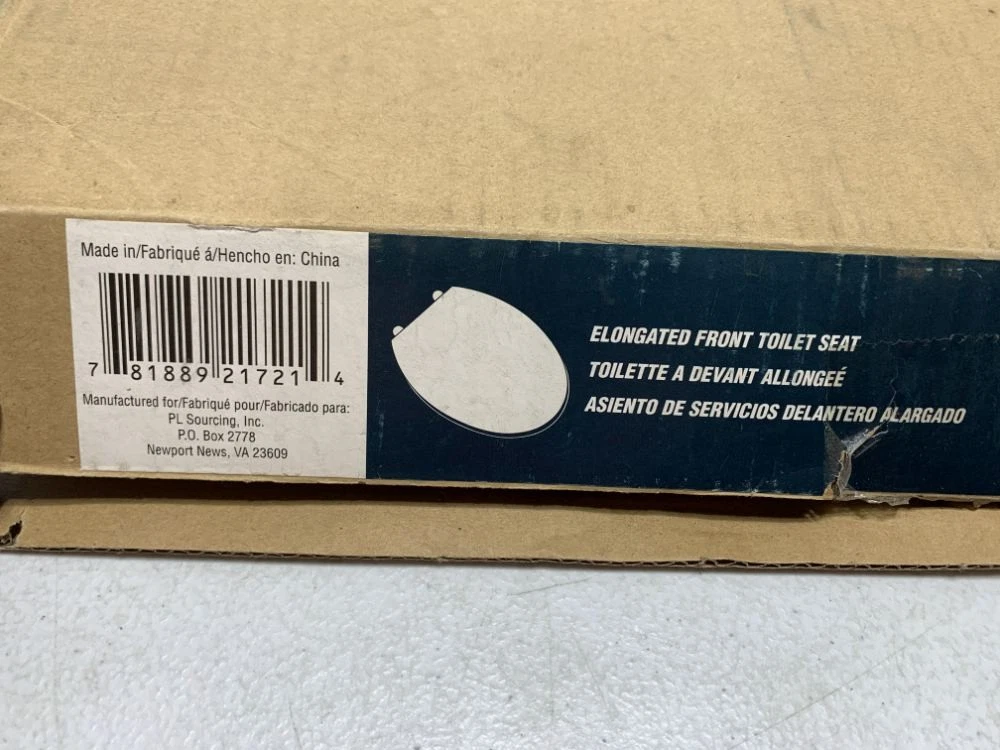 Made in/Fabriqué á/Hencho en: China
7 81889 21721 4
Manufactured for/Fabriqué pour/Fabricado para:
PL Sourcing, Inc.
P.O. Box 2778
Newport News, VA 23609
ELONGATED FRONT TOILET SEAT
TOILETTE A DEVANT ALLONGEÉ
ASIENTO DE SERVICIOS DELANTERO ALARGADO